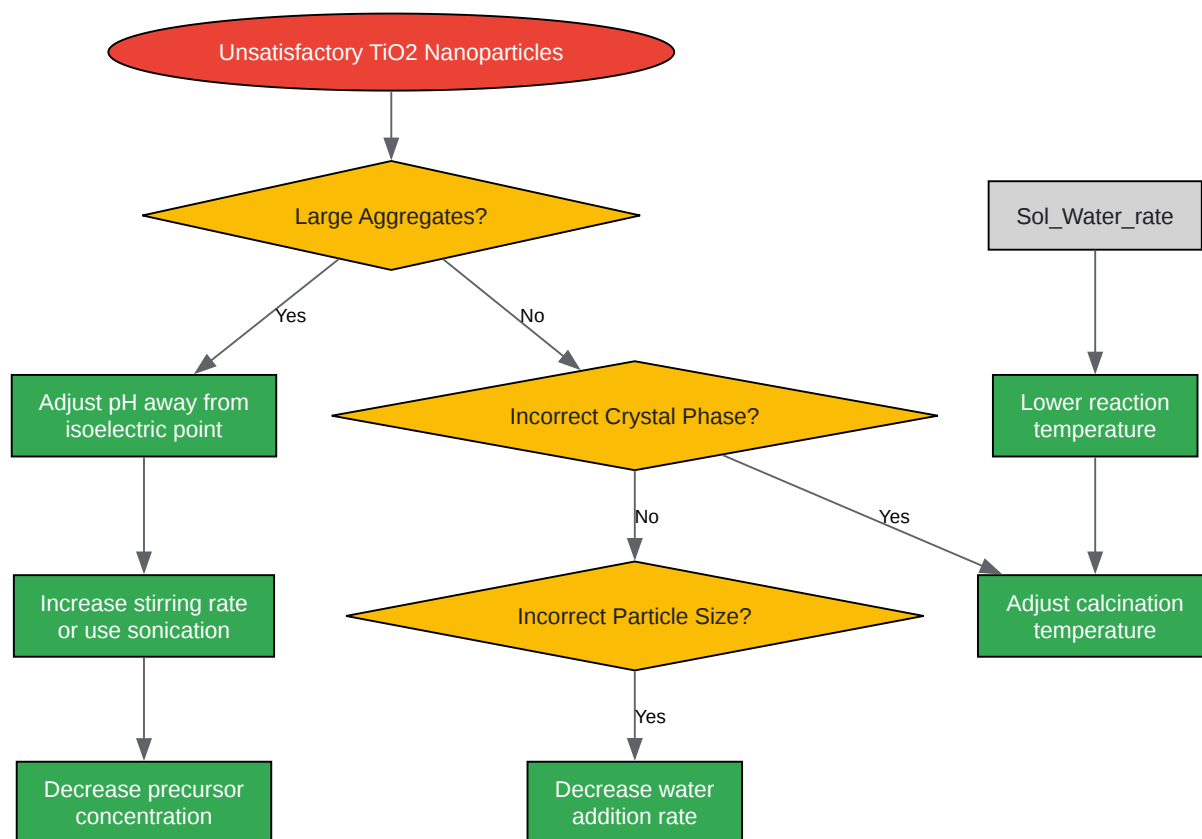 Unsatisfactory TiO2 Nanoparticles
Large Aggregates?
Sol_Water_rate
Yes
No
Adjust pH away from
isoelectric point
Incorrect Crystal Phase?
Lower reaction
temperature
No
Yes
Increase stirring rate
or use sonication
Incorrect Particle Size?
Adjust calcination
temperature
Yes
Decrease precursor
concentration
Decrease water
addition rate